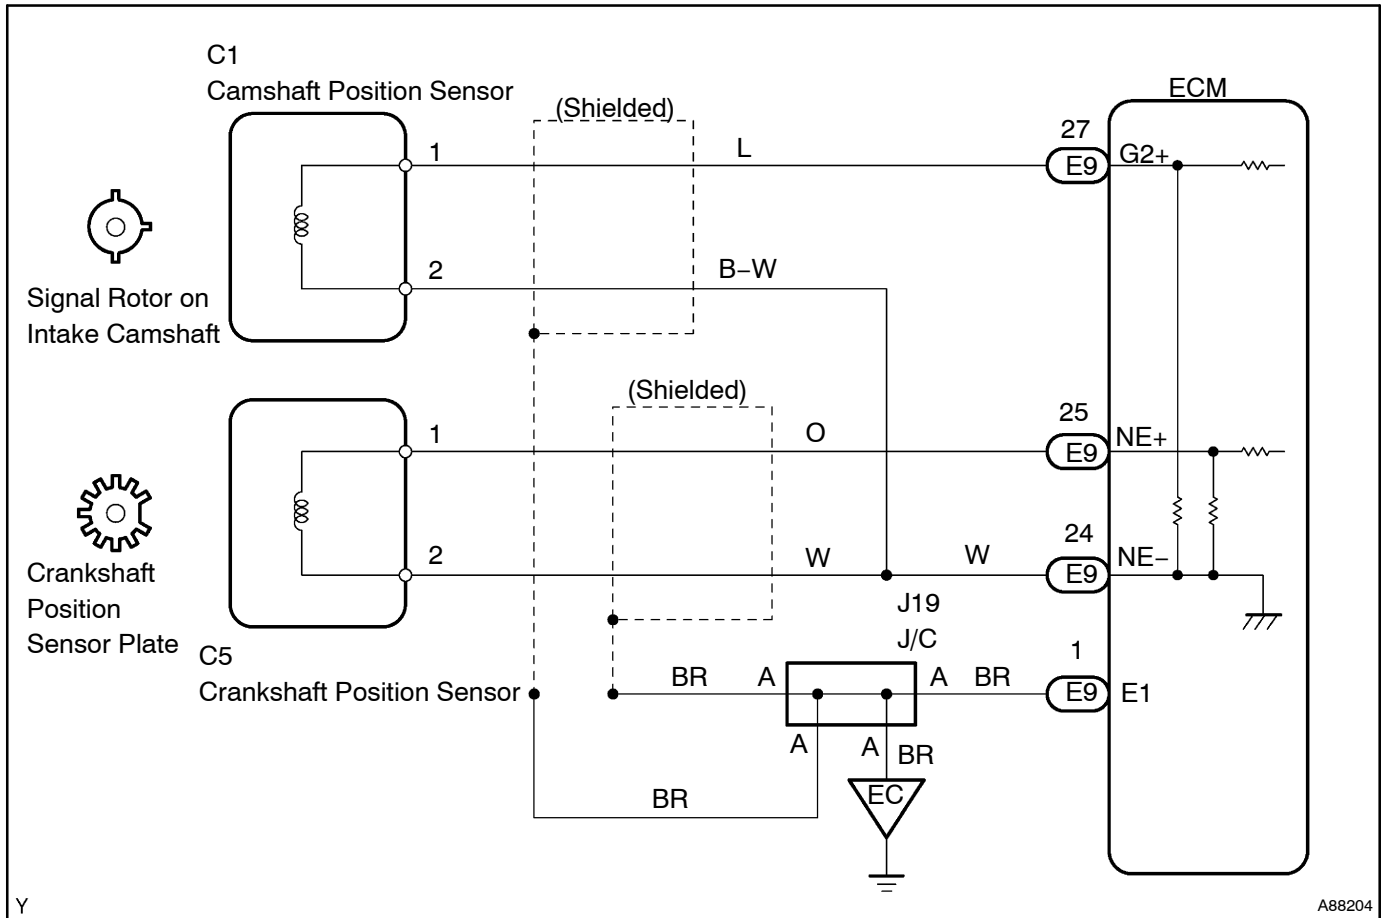 C1
Camshaft Position Sensor
(Shielded)
ECM
1
L
27
E9
G2+
2
B–W
Signal Rotor on
Intake Camshaft
(Shielded)
1
O
25
E9
NE+
2
W
W
24
E9
NE–
Crankshaft
Position
Sensor Plate
J19
J/C
C5
Crankshaft Position Sensor
BR
A
A
BR
1
E9
E1
A
A
BR
BR
EC
Y
A88204